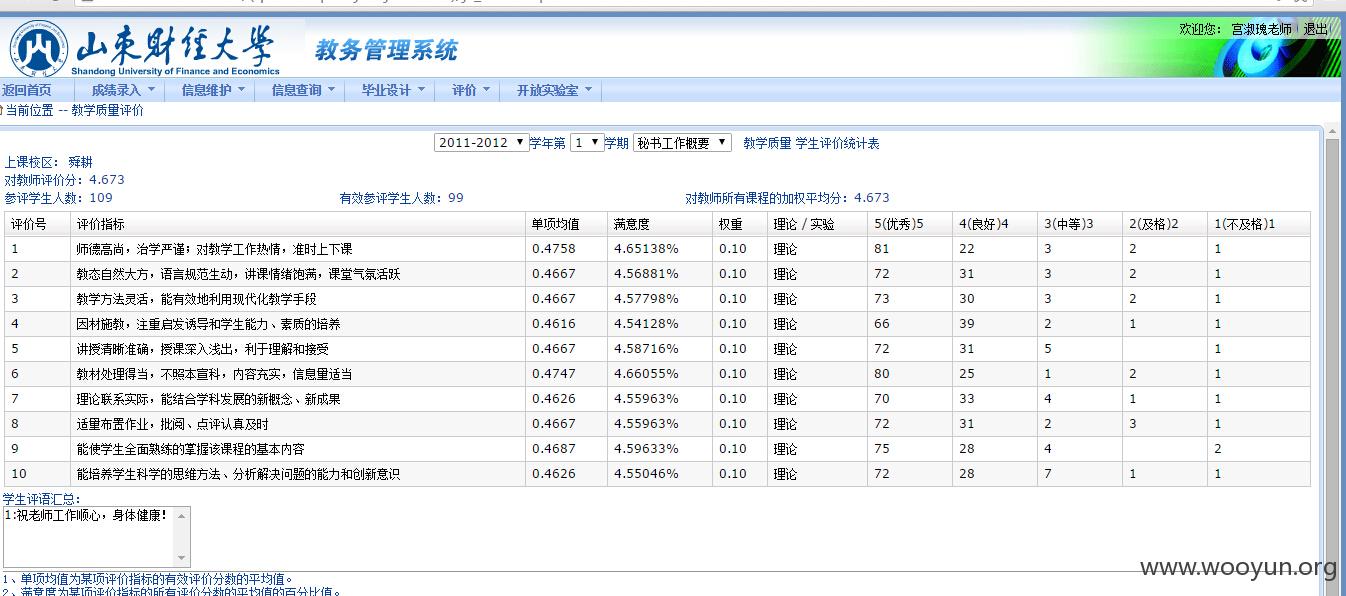 山东财经大学 教务管理系统 欢迎您： 宫淑瑰老师 退出
Shandong University of Finance and Economics
返回首页 成绩录入 信息维护 信息查询 毕业设计 评价 开放实验室
当前位置 -- 教学质量评价
2011-2012 学年第 1 学期 秘书工作概要 教学质量 学生评价统计表
上课校区： 舜耕
对教师评价分：4.673
参评学生人数：109 有效参评学生人数：99 对教师所有课程的加权平均分：4.673
评价号 评价指标 单项均值 满意度 权重 理论 / 实验 5(优秀)5 4(良好)4 3(中等)3 2(及格)2 1(不及格)1
1 师德高尚，治学严谨；对教学工作热情，准时上下课 0.4758 4.65138% 0.10 理论 81 22 3 2 1
2 教态自然大方，语言规范生动，讲课情绪饱满，课堂气氛活跃 0.4667 4.56881% 0.10 理论 72 31 3 2 1
3 教学方法灵活，能有效地利用现代化教学手段 0.4667 4.57798% 0.10 理论 73 30 3 2 1
4 因材施教，注重启发诱导和学生能力、素质的培养 0.4616 4.54128% 0.10 理论 66 39 2 1 1
5 讲授清晰准确，授课深入浅出，利于理解和接受 0.4667 4.58716% 0.10 理论 72 31 5 1
6 教材处理得当，不照本宣科，内容充实，信息量适当 0.4747 4.66055% 0.10 理论 80 25 1 2 1
7 理论联系实际，能结合学科发展的新概念、新成果 0.4626 4.55963% 0.10 理论 70 33 4 1 1
8 适量布置作业，批阅、点评认真及时 0.4667 4.55963% 0.10 理论 72 31 2 3 1
9 能使学生全面熟练的掌握该课程的基本内容 0.4687 4.59633% 0.10 理论 75 28 4 2
10 能培养学生科学的思维方法、分析解决问题的能力和创新意识 0.4626 4.55046% 0.10 理论 72 28 7 1 1
学生评语汇总：
1:祝老师工作顺心，身体健康！
www.wooyun.org
1、单项均值为某项评价指标的有效评价分数的平均值。
2、满意度为某项评价指标的所有评价分数的平均值的百分比值。